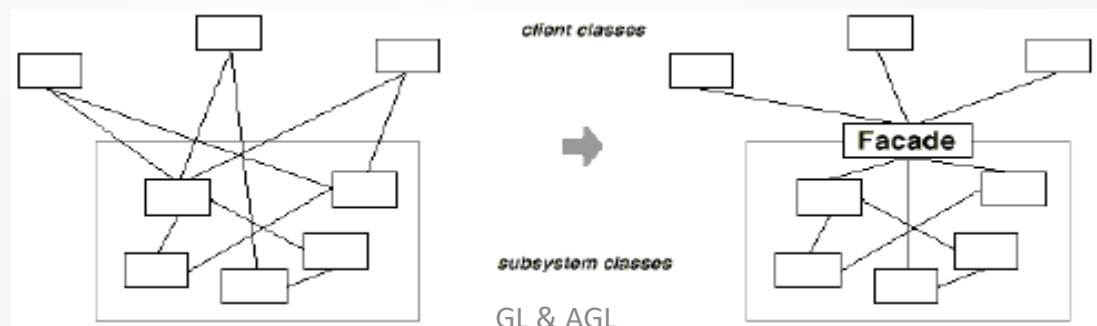 client classes
Facade
subsystem classes
GL & AGL